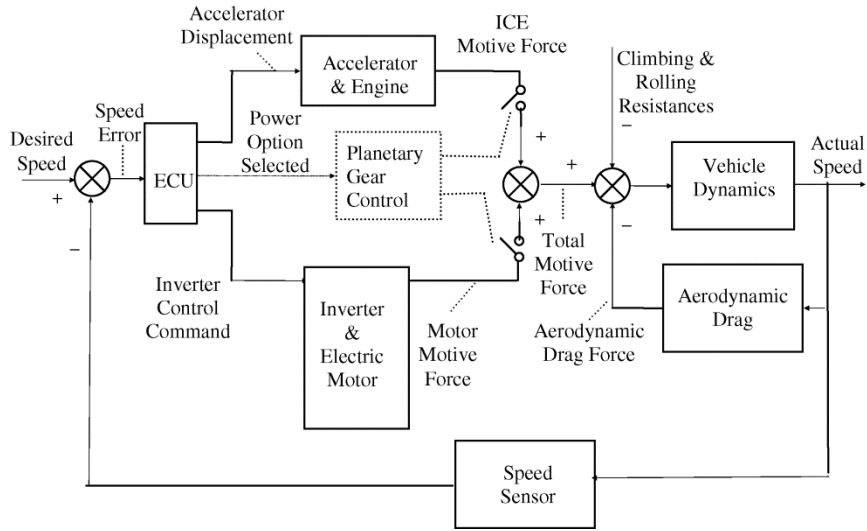 Accelerator
Displacement
ICE
Motive Force
Accelerator
& Engine
Climbing &
Rolling
Resistances
Speed
Error
Power
Option
Selected
Desired
Speed
ECU
Planetary
Gear
Control
+
+
−
Vehicle
Dynamics
Actual
Speed
+
−
+
−
Total
Motive
Force
Inverter
Control
Command
Inverter
&
Electric
Motor
Motor
Motive
Force
Aerodynamic
Drag Force
Aerodynamic
Drag
Speed
Sensor